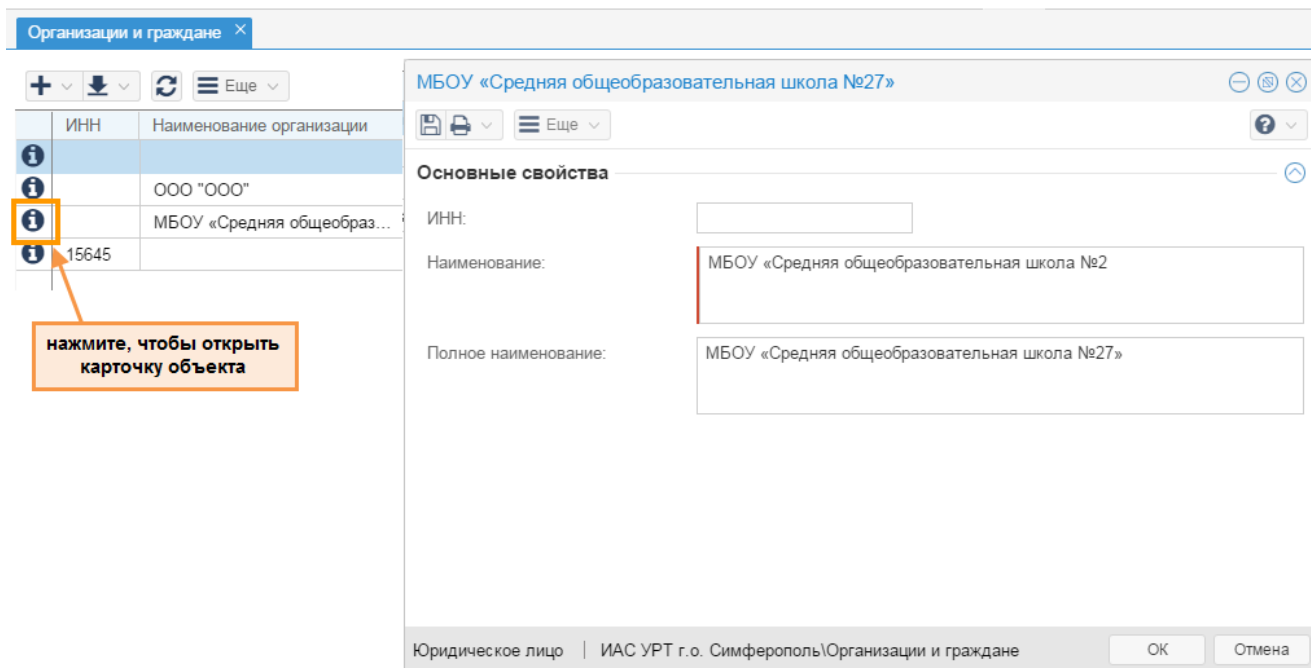 Организации и граждане
Еще
ИНН Наименование организации
ООО "ООО"
МБОУ «Средняя общеобраз...
15645
нажмите, чтобы открыть
карточку объекта
МБОУ «Средняя общеобразовательная школа №27»
Еще
Основные свойства
ИНН:
Наименование: МБОУ «Средняя общеобразовательная школа №2
Полное наименование: МБОУ «Средняя общеобразовательная школа №27»
Юридическое лицо | ИАС УРТ г.о. Симферополь\Организации и граждане ОК Отмена